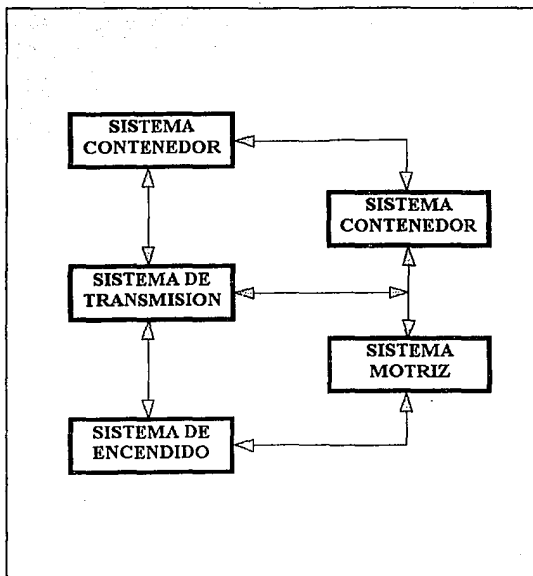 SISTEMA
CONTENEDOR
SISTEMA
CONTENEDOR
SISTEMA DE
TRANSMISION
SISTEMA
MOTRIZ
SISTEMA DE
ENCENDIDO